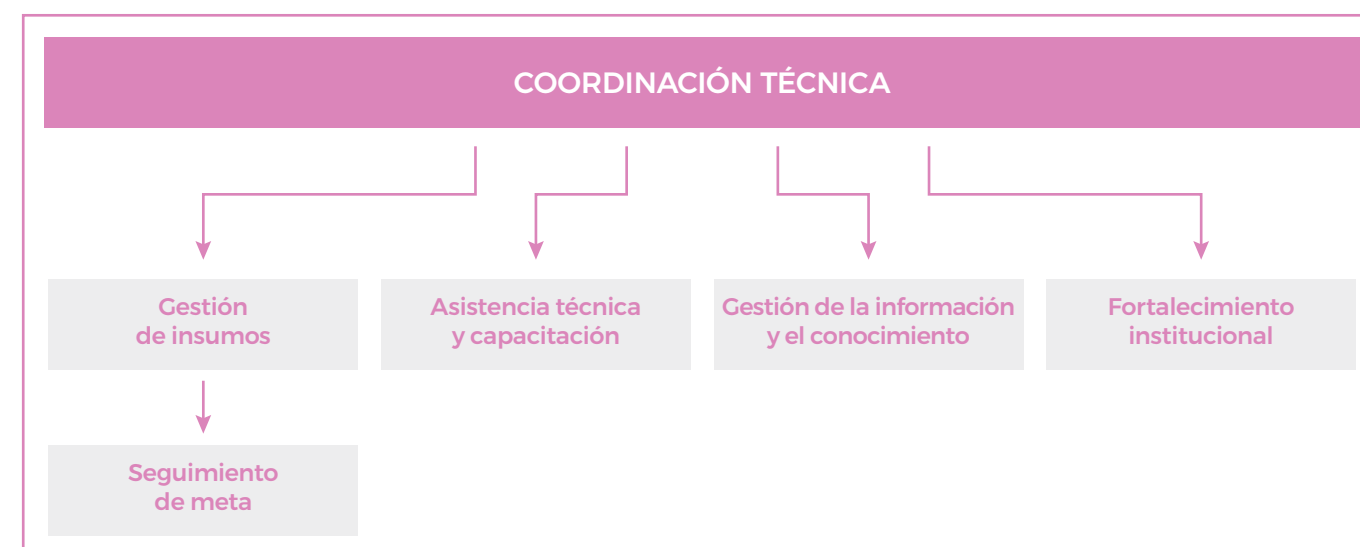 COORDINACIÓN TÉCNICA
Gestión
de insumos
Asistencia técnica
y capacitación
Gestión de la información
y el conocimiento
Fortalecimiento
institucional
Seguimiento
de meta